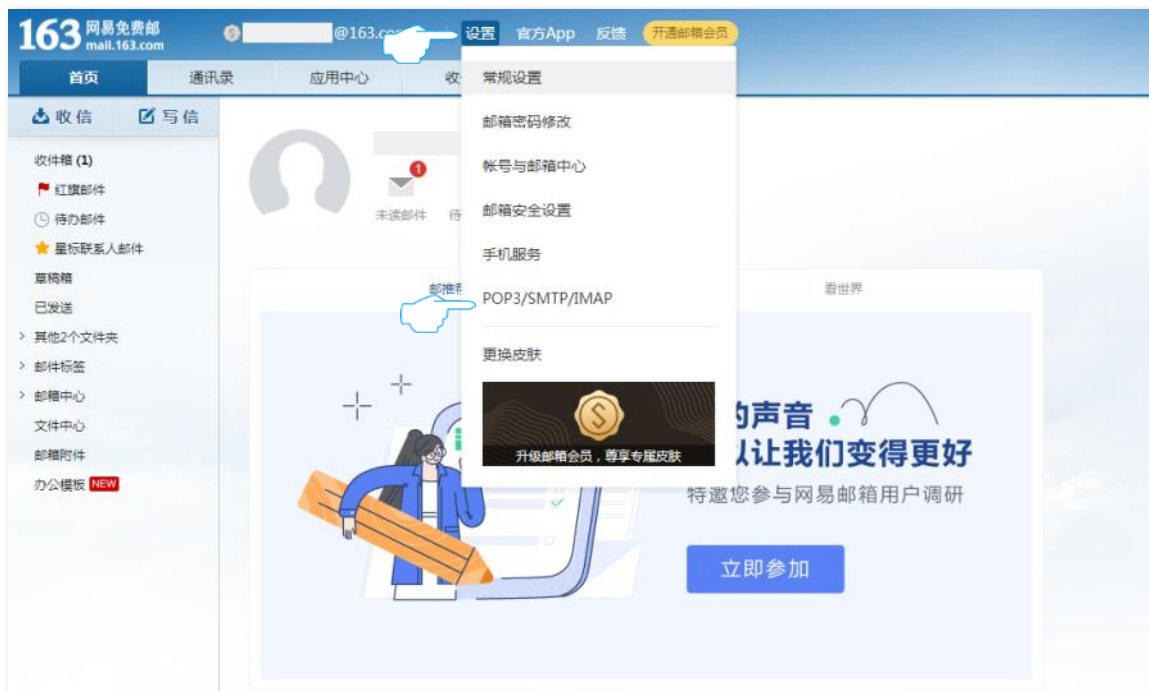 163 网易免费邮
mail.163.com
@163.co
设置 官方App 反馈 开通邮箱会员
首页 通讯录 应用中心 收
收信 写信
收件箱 (1)
红旗邮件
待办邮件
星标联系人邮件
草稿箱
已发送
其他2个文件夹
邮件标签
邮箱中心
文件中心
邮箱附件
办公模板 NEW
1
未读邮件 待
常规设置
邮箱密码修改
帐号与邮箱中心
邮箱安全设置
手机服务
POP3/SMTP/IMAP
更换皮肤
升级邮箱会员，尊享专属皮肤
邮推荐 看世界
的声音
以让我们变得更好
特邀您参与网易邮箱用户调研
立即参加